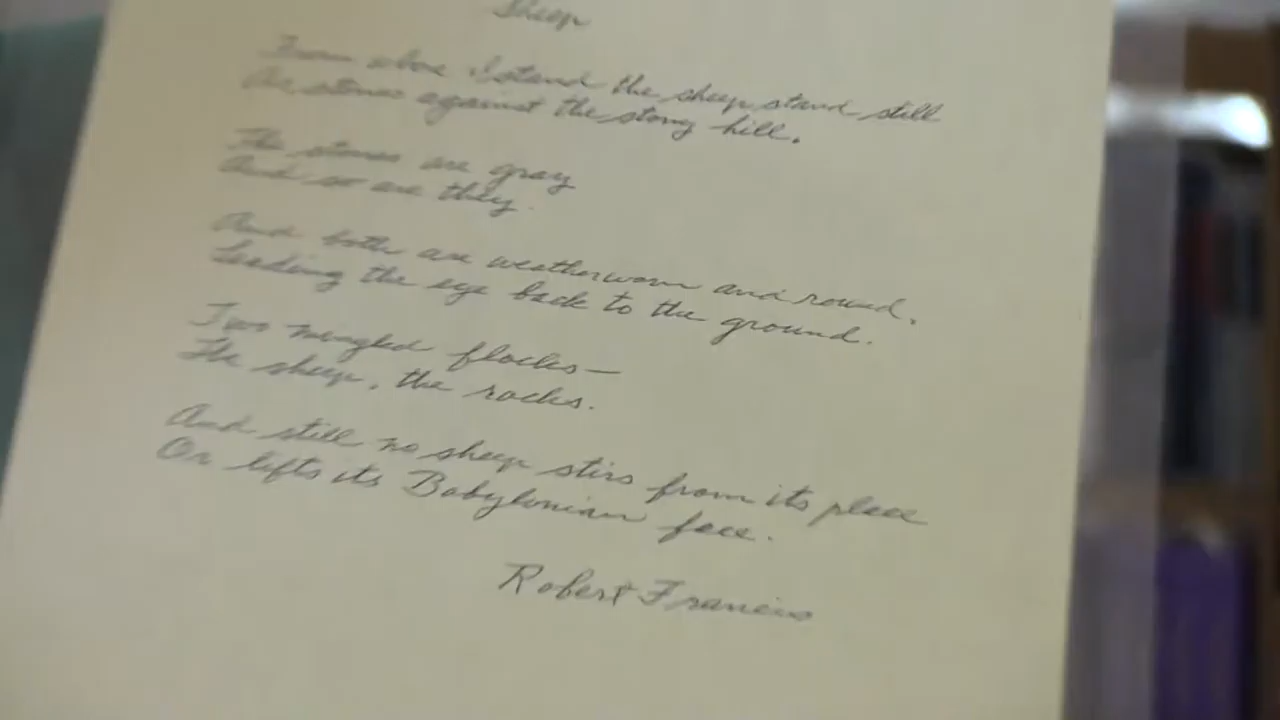 Sheep
From where I stand the sheep stand still
As stones against the stony hill.
The stones are gray
And so are they.
And both are weatherworn and round,
Leading the eye back to the ground.
Two mingled flocks—
The sheep, the rocks.
And still no sheep stirs from its place
Or lifts its Babylonian face.
Robert Francis